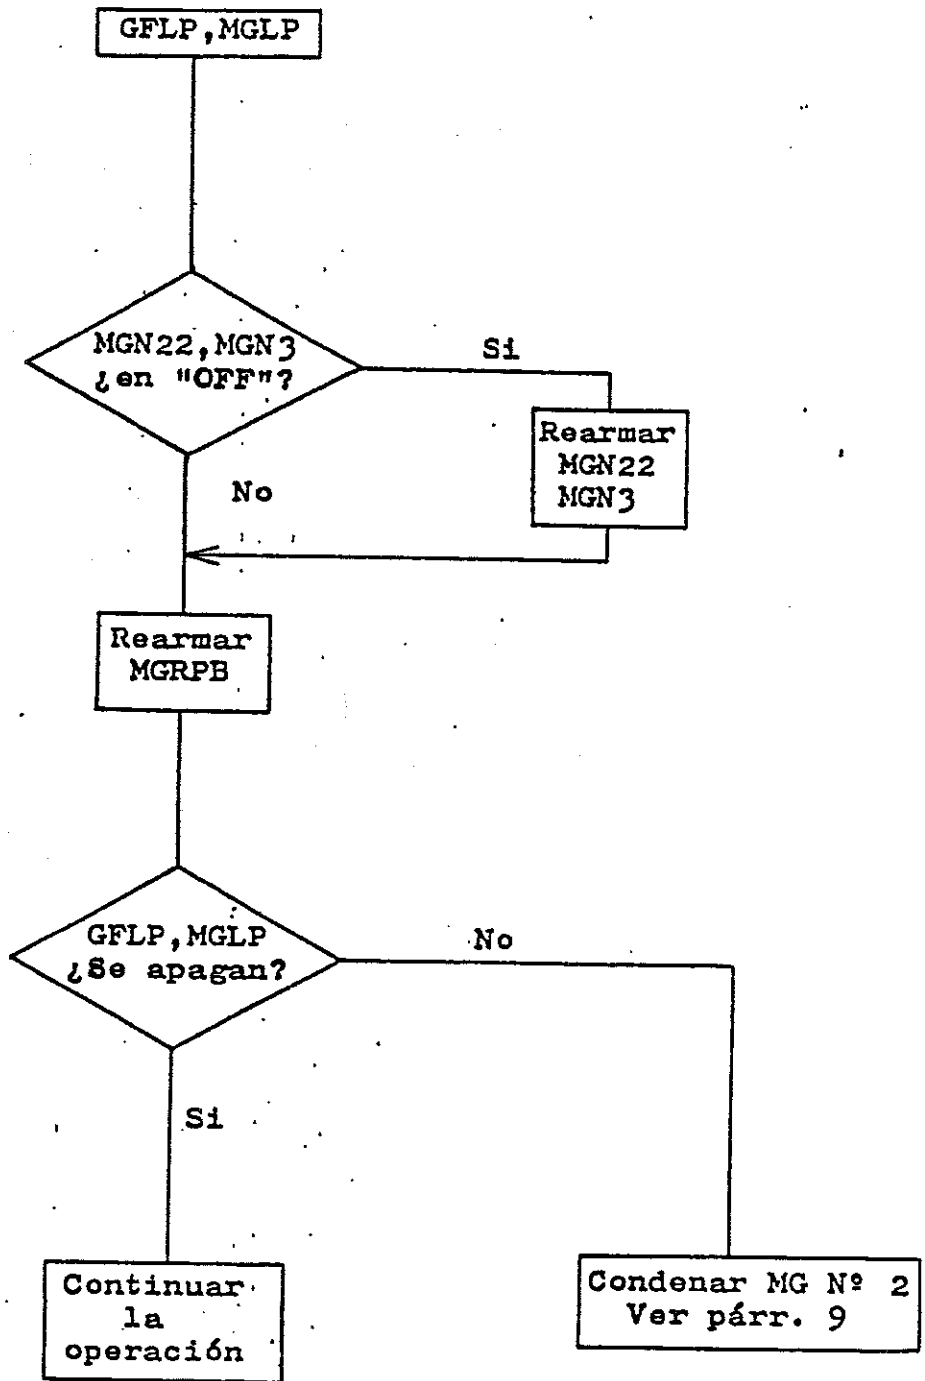 GFLP,MGLP
MGN22,MGN3
¿en "OFF"?
Si
Rearmar
MGN22
MGN3
No
Rearmar
MGRPB
GFLP,MGLP
¿Se apagan?
No
Si
Continuar
la
operación
Condenar MG Nº 2
Ver párr. 9